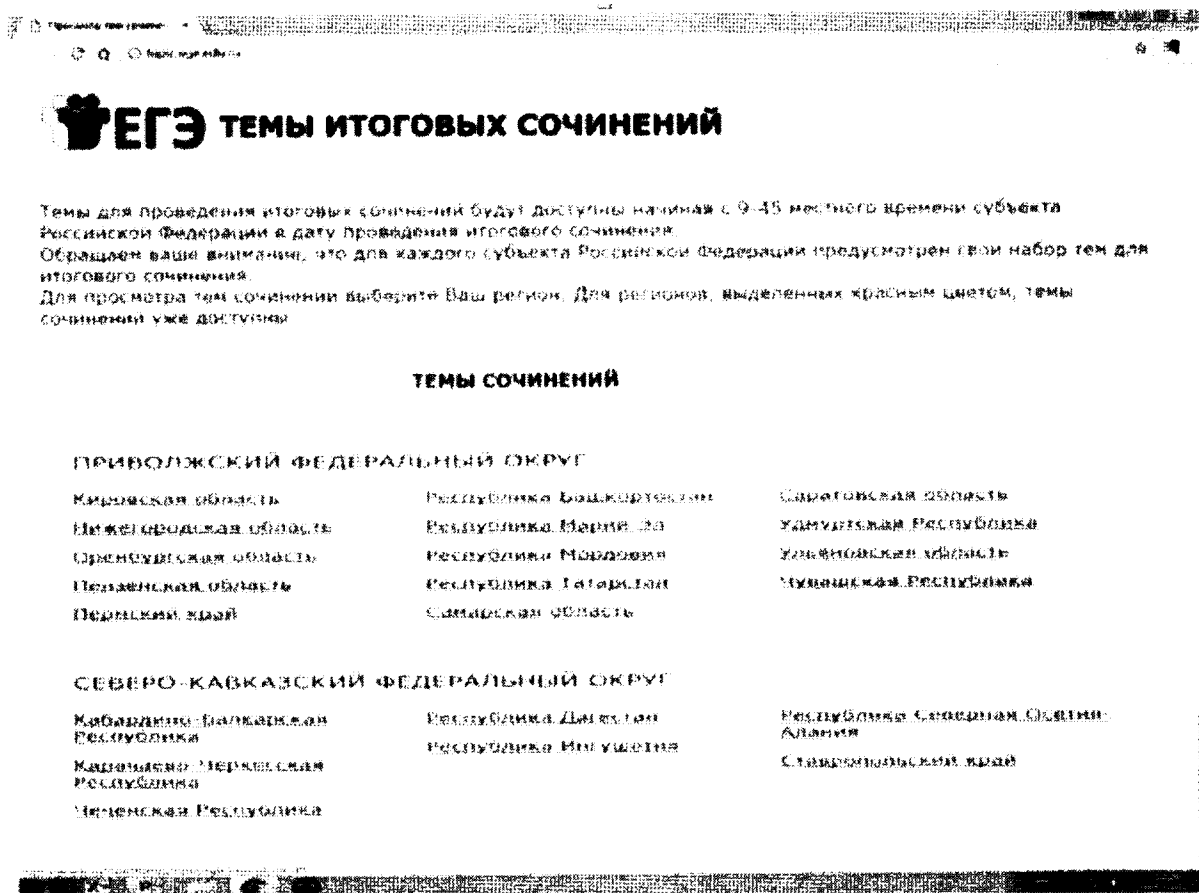 ЕГЭ ТЕМЫ ИТОГОВЫХ СОЧИНЕНИЙ
Темы для проведения итоговых сочинений будут доступны начиная с 9-45 местного времени субъекта
Российской Федерации в дату проведения итогового сочинения.
Обращаем ваше внимание, что для каждого субъекта Российской Федерации предусмотрен свой набор тем для
итогового сочинения.
Для просмотра тем сочинений выберите Ваш регион. Для регионов, выделенных красным цветом, темы
сочинений уже доступны
ТЕМЫ СОЧИНЕНИЙ
ПРИВОЛЖСКИЙ ФЕДЕРАЛЬНЫЙ ОКРУГ
Кировская область
Нижегородская область
Оренбургская область
Пензенская область
Пермский край
Республика Башкортостан
Республика Марий Эл
Республика Мордовия
Республика Татарстан
Самарская область
Саратовская область
Удмуртская Республика
Ульяновская область
Чувашская Республика
СЕВЕРО-КАВКАЗСКИЙ ФЕДЕРАЛЬНЫЙ ОКРУГ
Кабардино-Балкарская
Республика
Карачаево-Черкесская
Республика
Чеченская Республика
Республика Дагестан
Республика Ингушетия
Республика Северная Осетия-
Алания
Ставропольский край